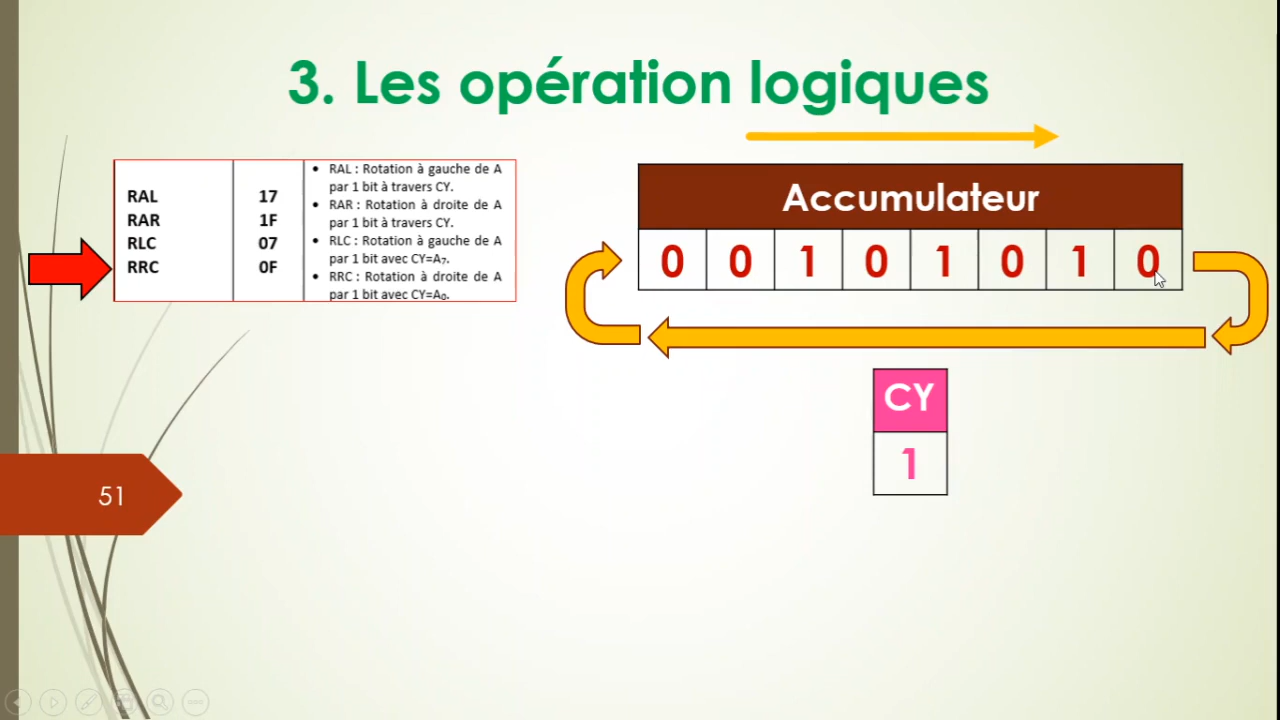 3. Les opération logiques
RAL 17
RAR 1F
RLC 07
RRC 0F
• RAL : Rotation à gauche de A
par 1 bit à travers CY.
• RAR : Rotation à droite de A
par 1 bit à travers CY.
• RLC : Rotation à gauche de A
par 1 bit avec CY=A₇.
• RRC : Rotation à droite de A
par 1 bit avec CY=A₀.
Accumulateur
0 0 1 0 1 0 1 0
CY
1
51